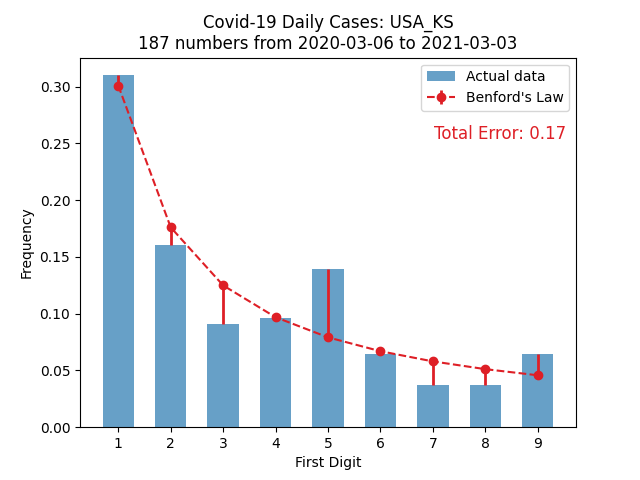 Covid-19 Daily Cases: USA_KS
187 numbers from 2020-03-06 to 2021-03-03
Actual data
Benford's Law
Total Error: 0.17
Frequency
0.30
0.25
0.20
0.15
0.10
0.05
0.00
1 2 3 4 5 6 7 8 9
First Digit